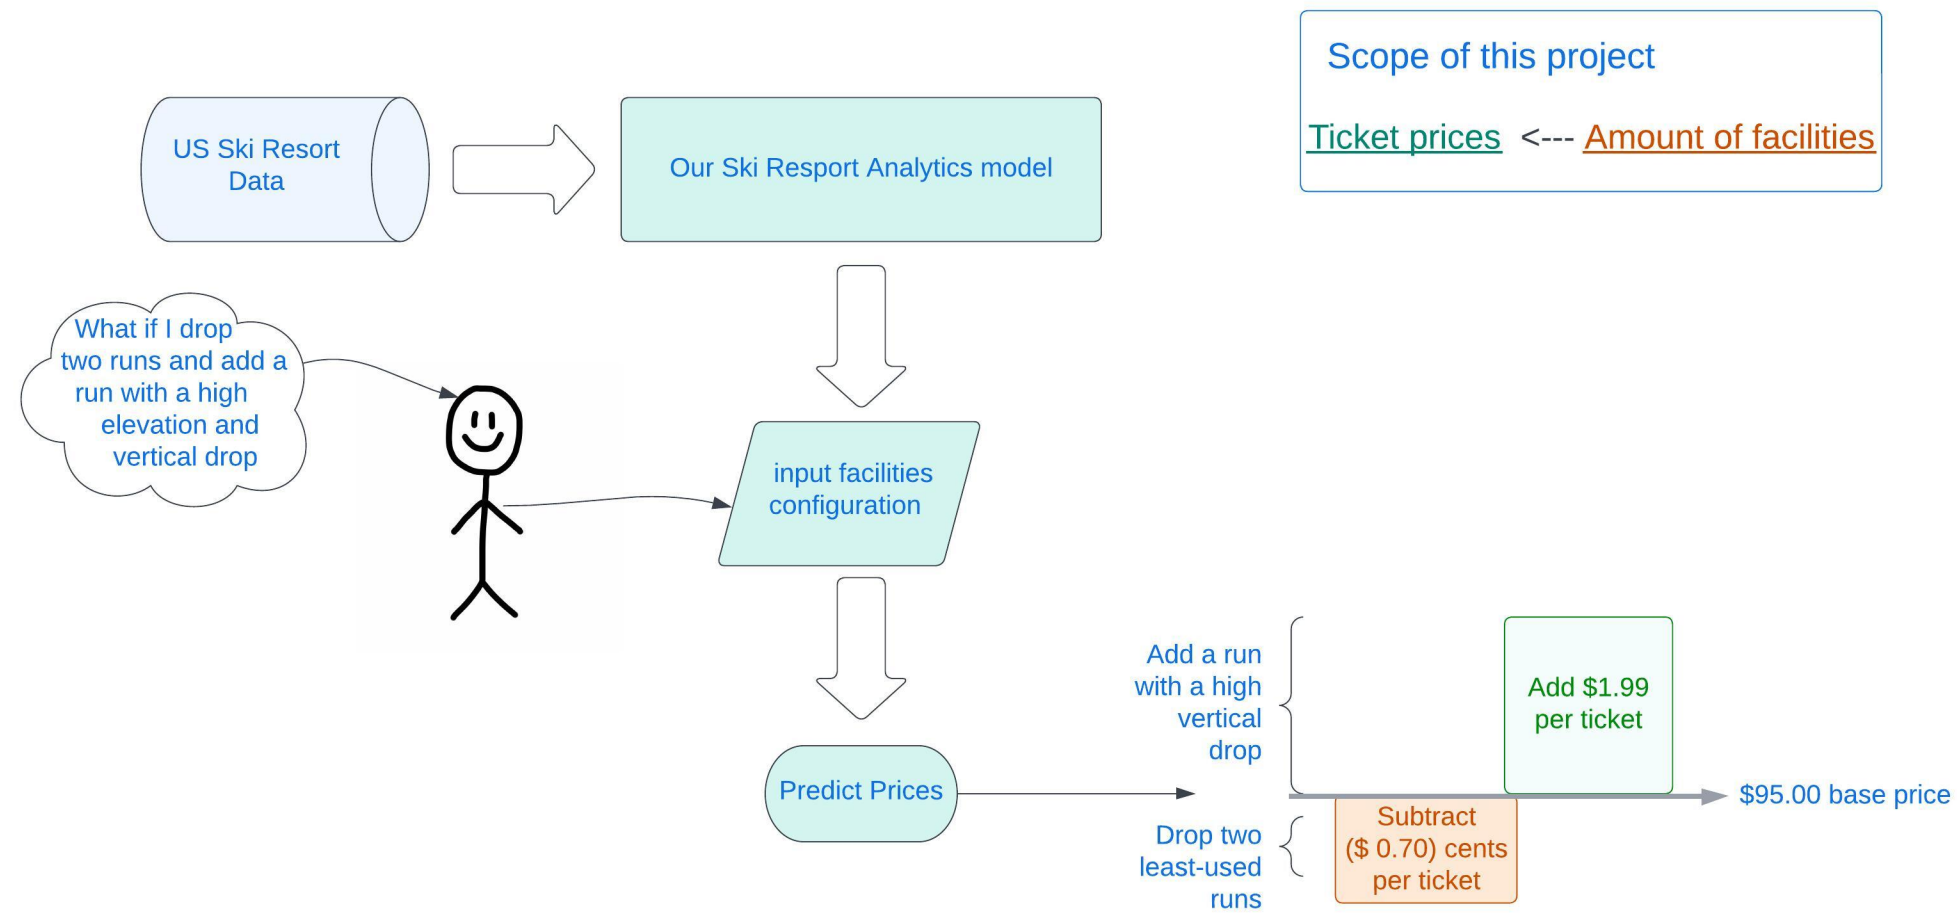 Scope of this project
Ticket prices <--- Amount of facilities
US Ski Resort
Data
Our Ski Resport Analytics model
What if I drop
two runs and add a
run with a high
elevation and
vertical drop
input facilities
configuration
Predict Prices
Add a run
with a high
vertical
drop
Add $1.99
per ticket
$95.00 base price
Drop two
least-used
runs
Subtract
($ 0.70) cents
per ticket